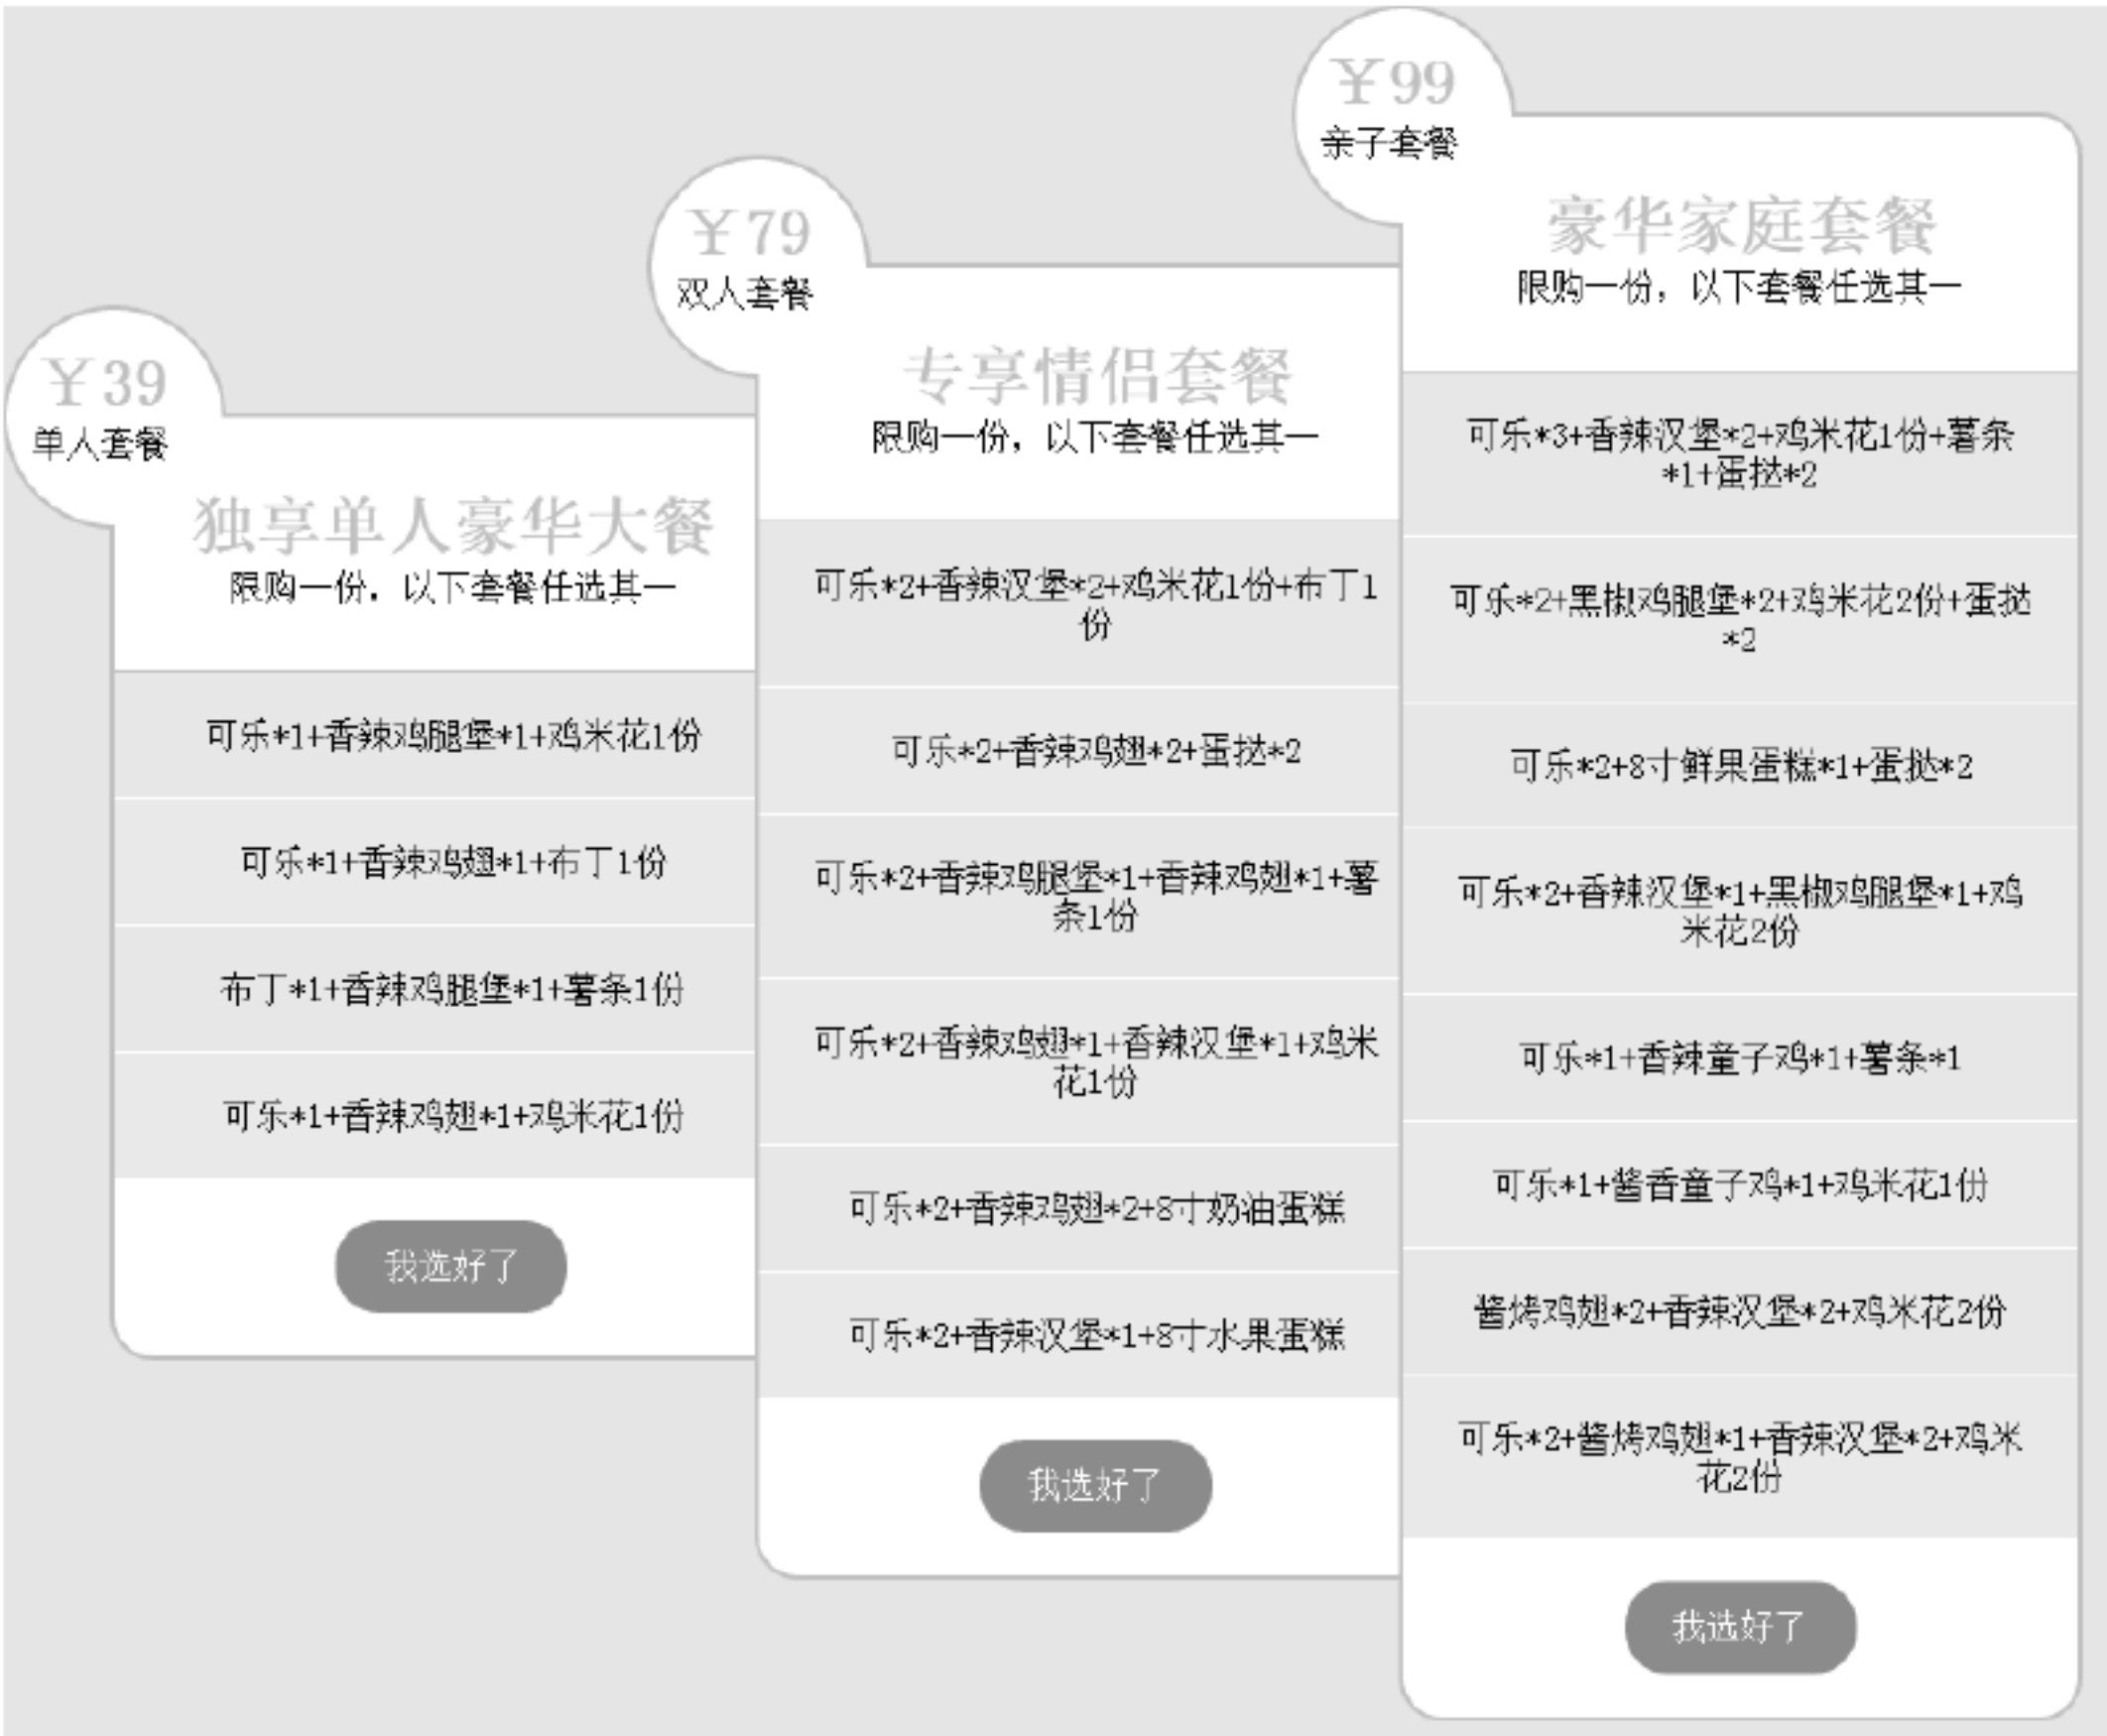 ￥39
单人套餐
独享单人豪华大餐
限购一份，以下套餐任选其一
可乐*1+香辣鸡腿堡*1+鸡米花1份
可乐*1+香辣鸡翅*1+布丁1份
布丁*1+香辣鸡腿堡*1+薯条1份
可乐*1+香辣鸡翅*1+鸡米花1份
我选好了
￥79
双人套餐
专享情侣套餐
限购一份，以下套餐任选其一
可乐*2+香辣汉堡*2+鸡米花1份+布丁1
份
可乐*2+香辣鸡翅*2+蛋挞*2
可乐*2+香辣鸡腿堡*1+香辣鸡翅*1+薯
条1份
可乐*2+香辣鸡翅*1+香辣汉堡*1+鸡米
花1份
可乐*2+香辣鸡翅*2+8寸奶油蛋糕
可乐*2+香辣汉堡*1+8寸水果蛋糕
我选好了
￥99
亲子套餐
豪华家庭套餐
限购一份，以下套餐任选其一
可乐*3+香辣汉堡*2+鸡米花1份+薯条
*1+蛋挞*2
可乐*2+黑椒鸡腿堡*2+鸡米花2份+蛋挞
*2
可乐*2+8寸鲜果蛋糕*1+蛋挞*2
可乐*2+香辣汉堡*1+黑椒鸡腿堡*1+鸡
米花2份
可乐*1+香辣童子鸡*1+薯条*1
可乐*1+酱香童子鸡*1+鸡米花1份
酱烤鸡翅*2+香辣汉堡*2+鸡米花2份
可乐*2+酱烤鸡翅*1+香辣汉堡*2+鸡米
花2份
我选好了